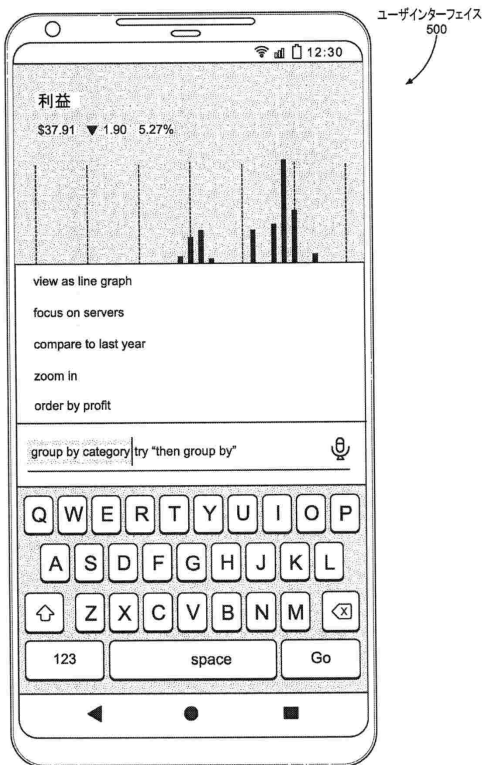 ユーザインターフェイス
500
12:30
利益
$37.91 ▼ 1.90 5.27%
view as line graph
focus on servers
compare to last year
zoom in
order by profit
group by category try “then group by”
Q W E R T Y U I O P
A S D F G H J K L
Z X C V B N M
123 space Go